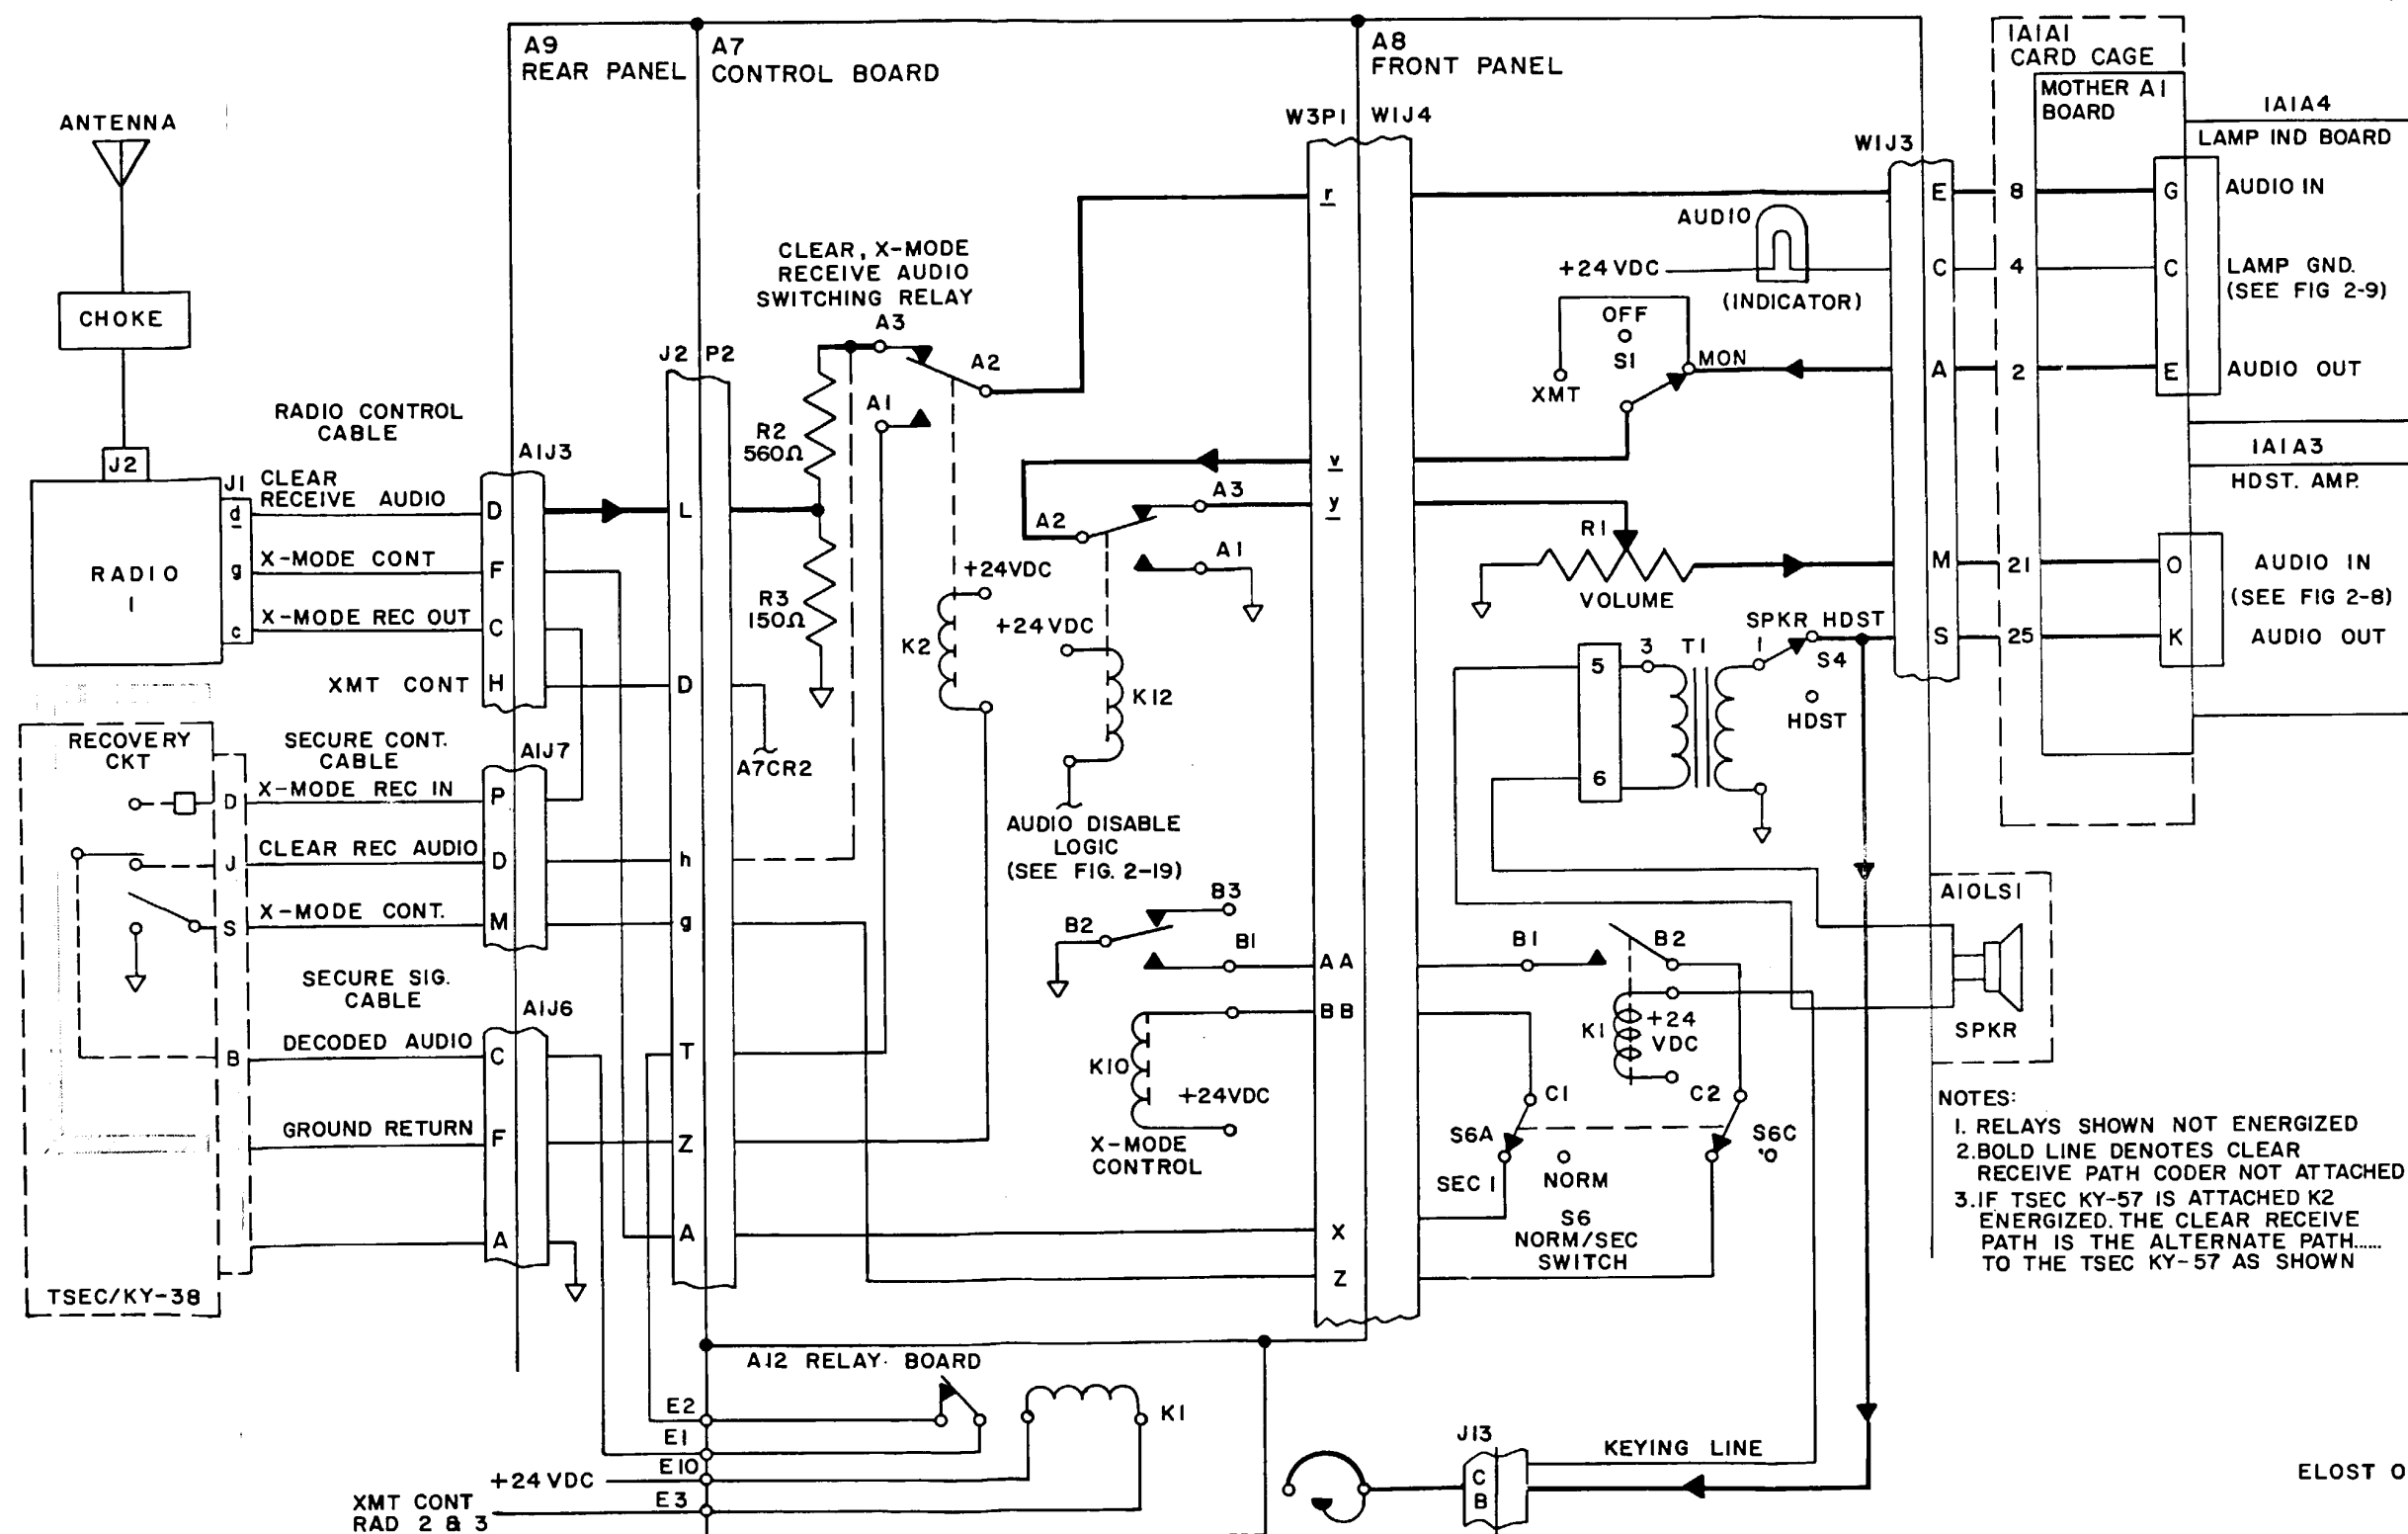 A9
REAR PANEL
A7
CONTROL BOARD
A8
FRONT PANEL
1A1A1
CARD CAGE
MOTHER A1
BOARD
1A1A4
LAMP IND BOARD
ANTENNA
CHOKE
J2
RADIO
1
J1
d
g
c
RADIO CONTROL
CABLE
CLEAR
RECEIVE AUDIO
X-MODE CONT
X-MODE REC OUT
XMT CONT
A1J3
D
F
C
H
J2 P2
L
D
h
g
T
Z
A
CLEAR, X-MODE
RECEIVE AUDIO
SWITCHING RELAY
A3
A2
A1
R2
560Ω
R3
150Ω
K2
+24VDC
A7CR2
W3P1 W1J4
r
v
y
AA
BB
X
Z
A2
A3
A1
+24 VDC
K12
AUDIO DISABLE
LOGIC
(SEE FIG. 2-19)
B3
B2
B1
K10
+24VDC
X-MODE
CONTROL
W1J3
E
C
A
M
S
8
4
2
21
25
G
C
E
O
K
AUDIO IN
LAMP GND.
(SEE FIG 2-9)
AUDIO OUT
1A1A3
HDST. AMP.
AUDIO IN
(SEE FIG 2-8)
AUDIO OUT
AUDIO
+24 VDC
(INDICATOR)
OFF
S1
MON
XMT
R1
VOLUME
SPKR HDST
5
6
3
T1
1
S4
HDST
A10LS1
SPKR
B1
B2
K1
+24
VDC
C1
C2
S6A
S6C
SEC 1
NORM
S6
NORM/SEC
SWITCH
RECOVERY
CKT
SECURE CONT.
CABLE
A1J7
D
X-MODE REC IN
P
J
CLEAR REC AUDIO
D
S
X-MODE CONT.
M
SECURE SIG.
CABLE
A1J6
B
DECODED AUDIO
C
GROUND RETURN
F
A
TSEC/KY-38
A12 RELAY BOARD
E2
E1
+24 VDC
E10
XMT CONT
RAD 2 & 3
E3
K1
J13
C
B
KEYING LINE
NOTES:
1. RELAYS SHOWN NOT ENERGIZED
2.BOLD LINE DENOTES CLEAR
RECEIVE PATH CODER NOT ATTACHED
3.IF TSEC KY-57 IS ATTACHED K2
ENERGIZED. THE CLEAR RECEIVE
PATH IS THE ALTERNATE PATH.....
TO THE TSEC KY-57 AS SHOWN
ELOST O